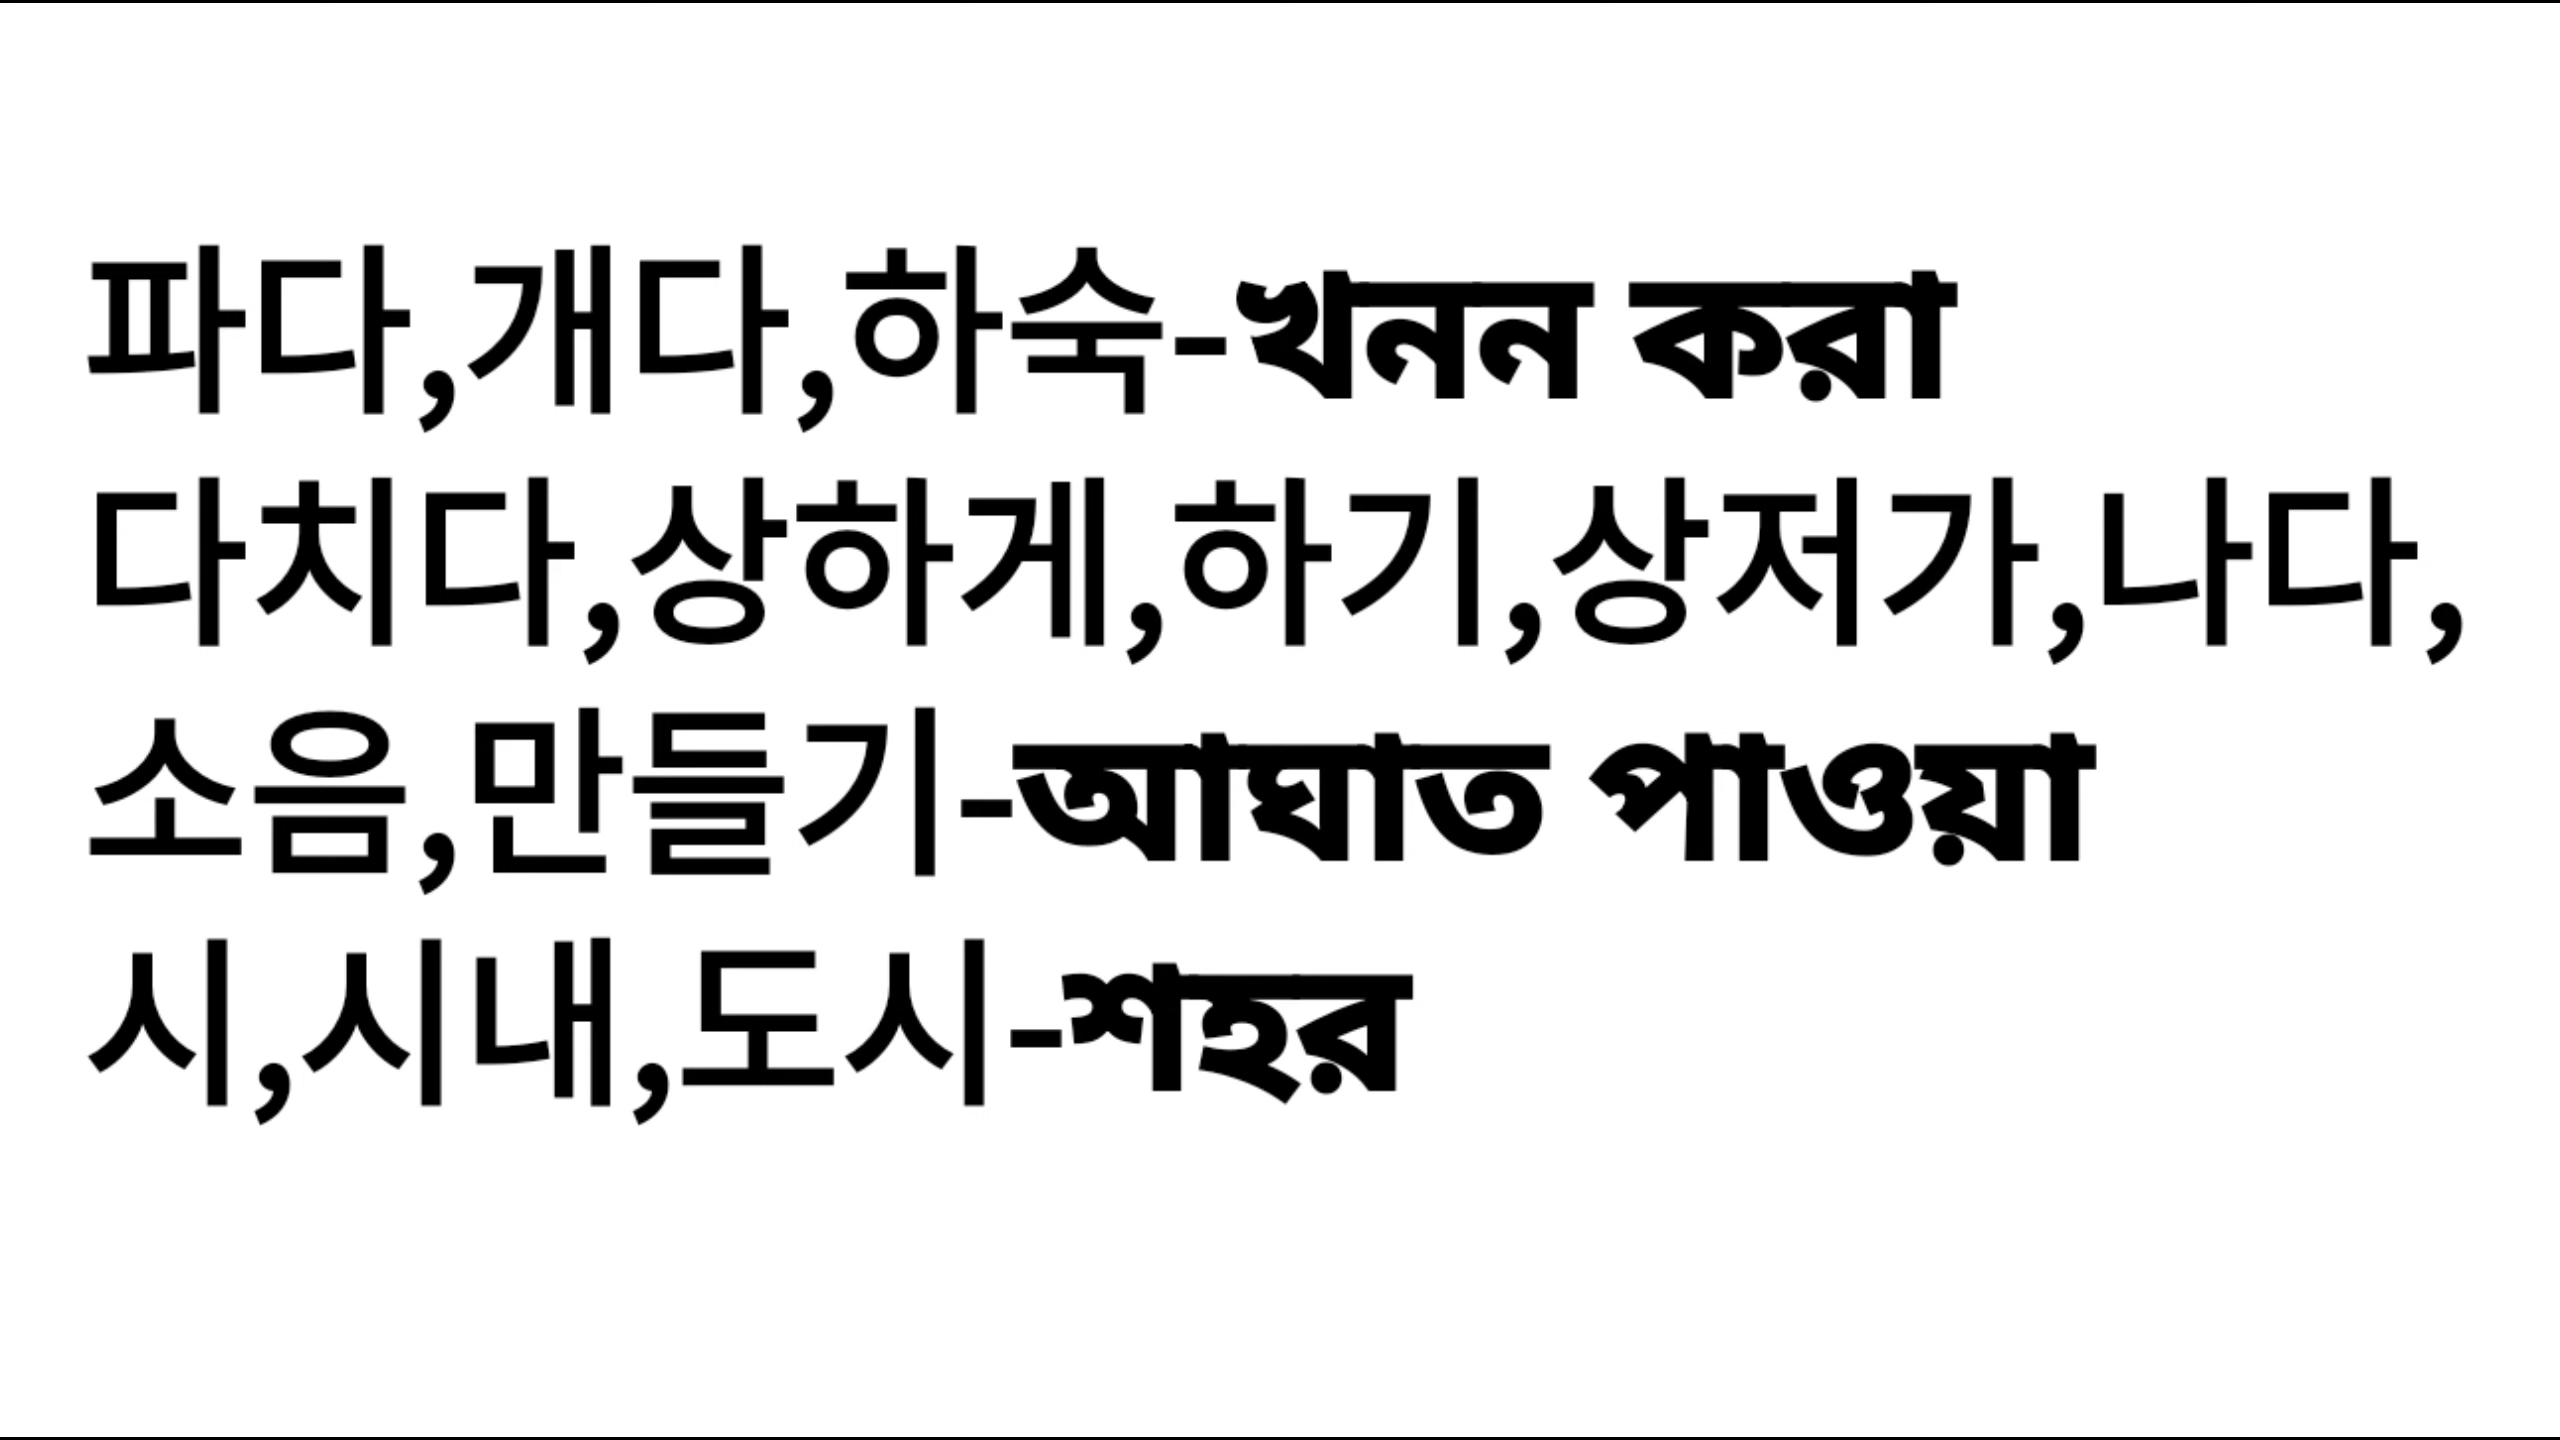 파다,개다,하숙-খনন করা
다치다,상하게,하기,상저가,나다,
소음,만들기-আঘাত পাওয়া
시,시내,도시-শহর